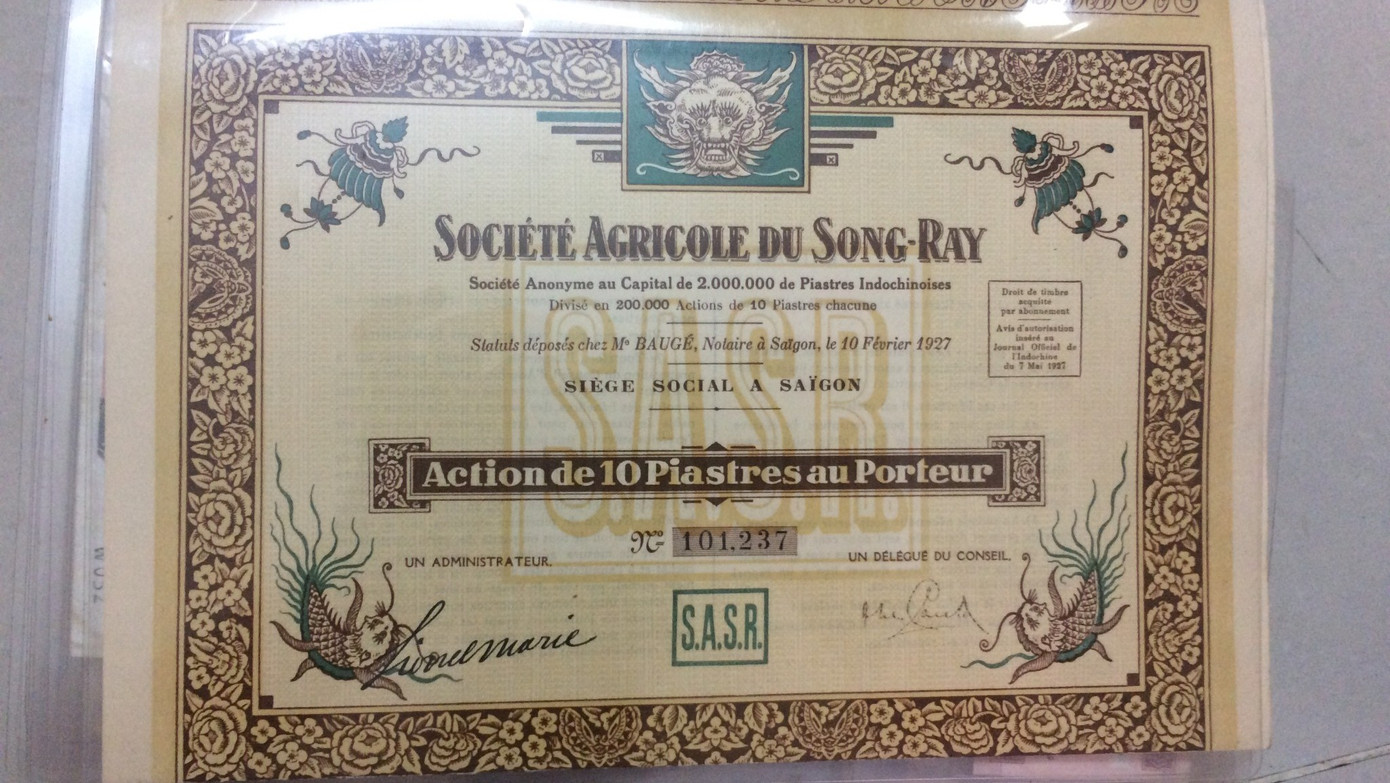 SOCIÉTÉ AGRICOLE DU SONG-RAY
Société Anonyme au Capital de 2.000.000 de Piastres Indochinoises
Divisé en 200.000 Actions de 10 Piastres chacune
Statuts déposés chez Me BAUGÉ, Notaire à Saïgon, le 10 Février 1927
SIÈGE SOCIAL A SAÏGON
Droit de timbre
acquitté
par abonnement
Avis d'autorisation
inséré au
Journal Officiel de
l'Indochine
du 7 Mai 1927
S.A.S.R.
Action de 10 Piastres au Porteur
No 101.237
UN ADMINISTRATEUR.
UN DÉLÉGUÉ DU CONSEIL.
Lionelmarie
S.A.S.R.